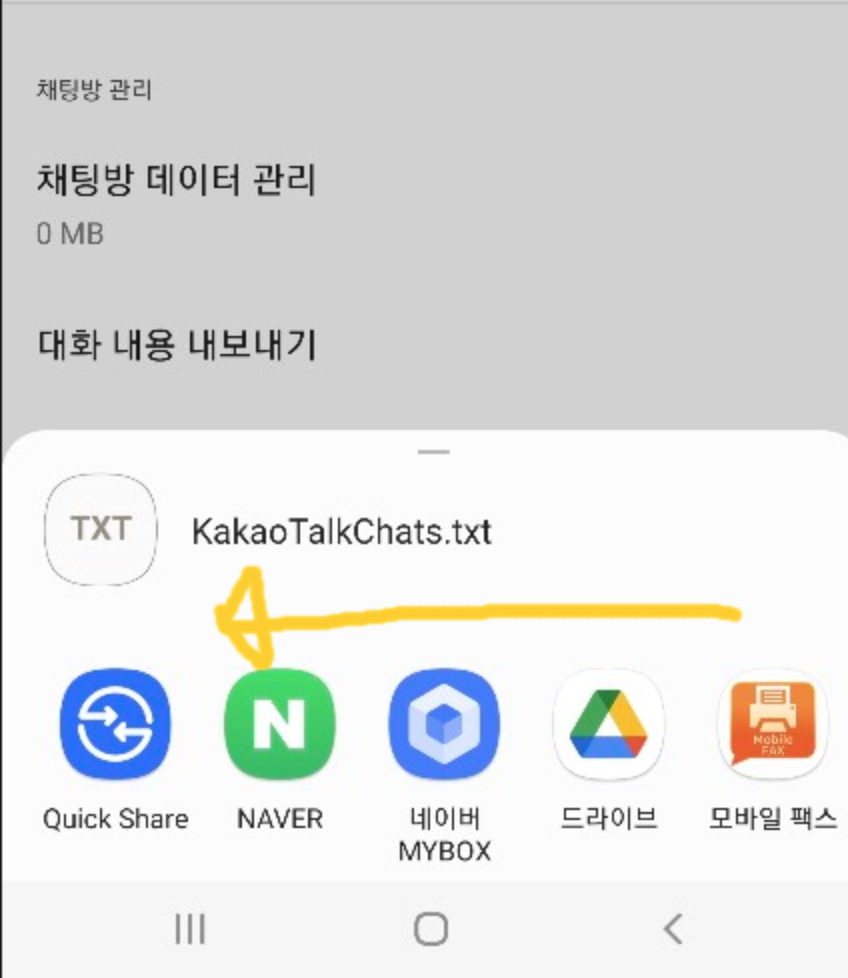 채팅방 관리
채팅방 데이터 관리
0 MB
대화 내용 내보내기
TXT
KakaoTalkChats.txt
N
Mobile
FAX
Quick Share
NAVER
네이버
MYBOX
드라이브
모바일 팩스